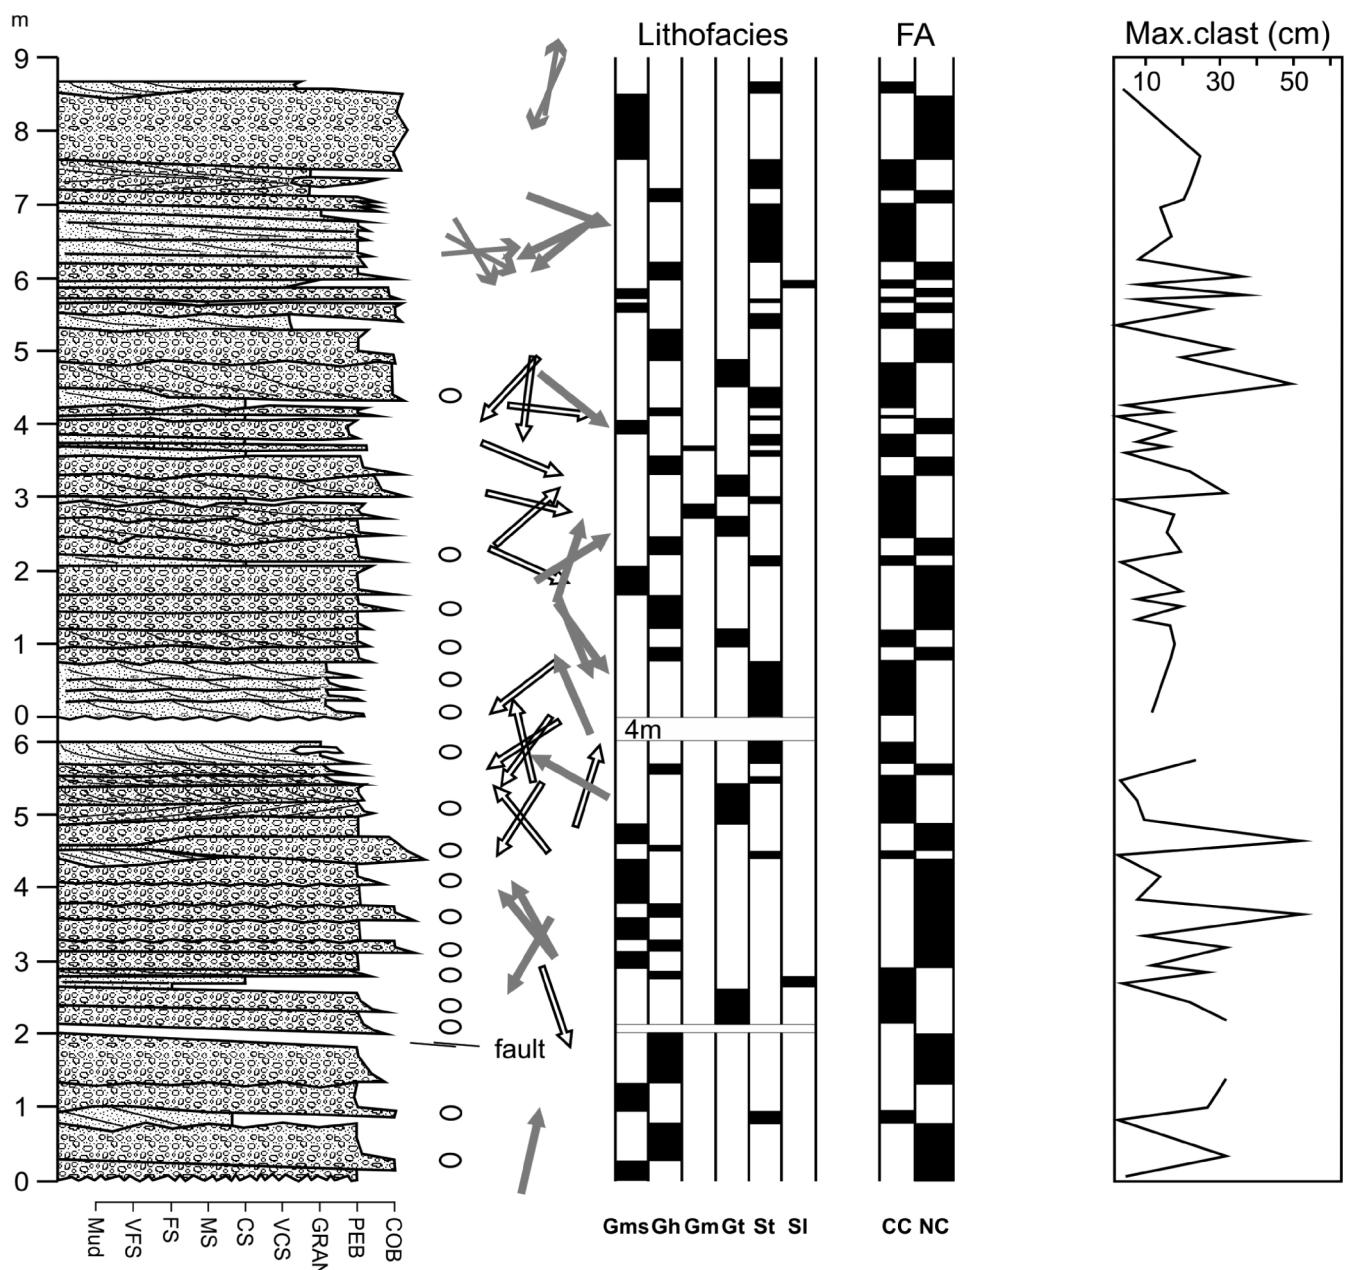 m
Lithofacies
FA
Max.clast (cm)
10 30 50
9
8
7
6
5
4
3
2
1
0
4m
6
5
4
3
2
1
0
fault
Gms Gh Gm Gt St Sl
CC NC
Mud
VFS
FS
MS
CS
VCS
GRAN
PEB
COB